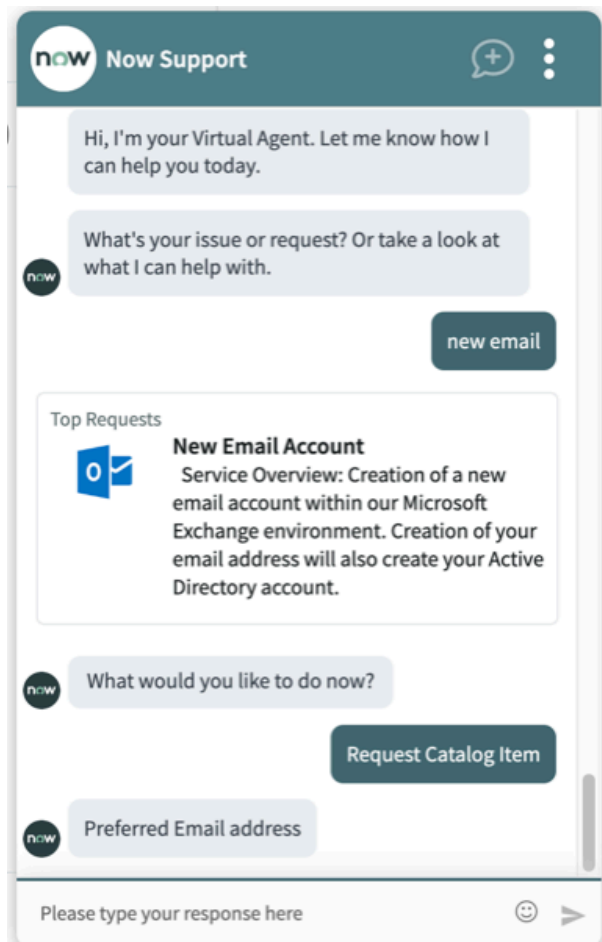 now Now Support
Hi, I'm your Virtual Agent. Let me know how I
can help you today.
What's your issue or request? Or take a look at
what I can help with.
now
new email
Top Requests
New Email Account
Service Overview: Creation of a new
email account within our Microsoft
Exchange environment. Creation of your
email address will also create your Active
Directory account.
What would you like to do now?
now
Request Catalog Item
Preferred Email address
now
Please type your response here